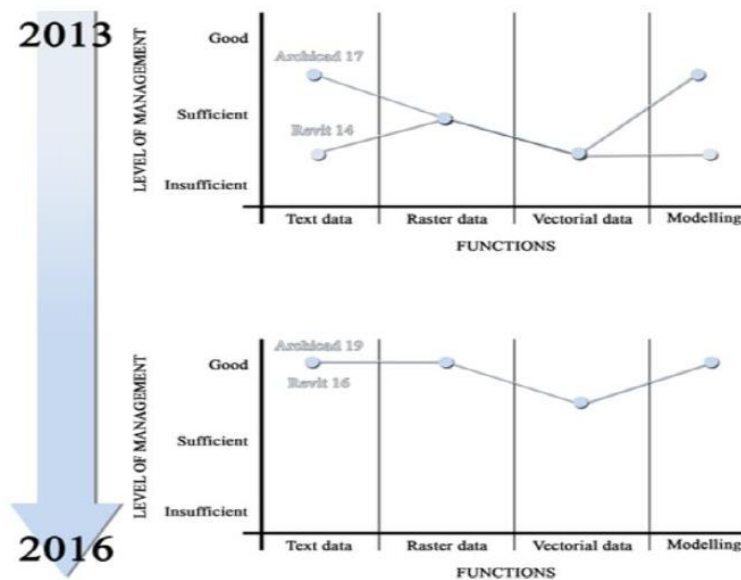 2013
LEVEL OF MANAGEMENT
Good
Sufficient
Insufficient
Archicad 17
Revit 14
Text data
Raster data
Vectorial data
Modelling
FUNCTIONS
LEVEL OF MANAGEMENT
Good
Sufficient
Insufficient
Archicad 19
Revit 16
Text data
Raster data
Vectorial data
Modelling
FUNCTIONS
2016